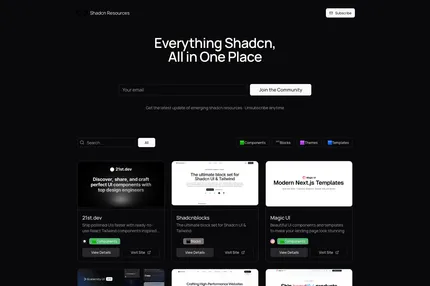 Shadcn Resources
Subscribe
Everything Shadcn,
All in One Place
Your email
Join the Community
Get the latest update of emerging shadcn resources · Unsubscribe anytime
Search...
All
Components
Blocks
Themes
Templates
21st.dev
Discover, share, and craft
perfect UI components with
top design engineers
21st.dev
Ship polished UIs faster with ready-to-
use React Tailwind components inspired...
Components
View Details
Visit Site
The ultimate block set for
Shadcn UI & Tailwind
Shadcnblocks
The ultimate block set for Shadcn UI &
Tailwind.
Blocks
View Details
Visit Site
Magic UI
Modern Next.js Templates
Magic UI
Beautiful UI components and templates
to make your landing page look stunning.
Components
View Details
Visit Site
Crafting High Performance Websites